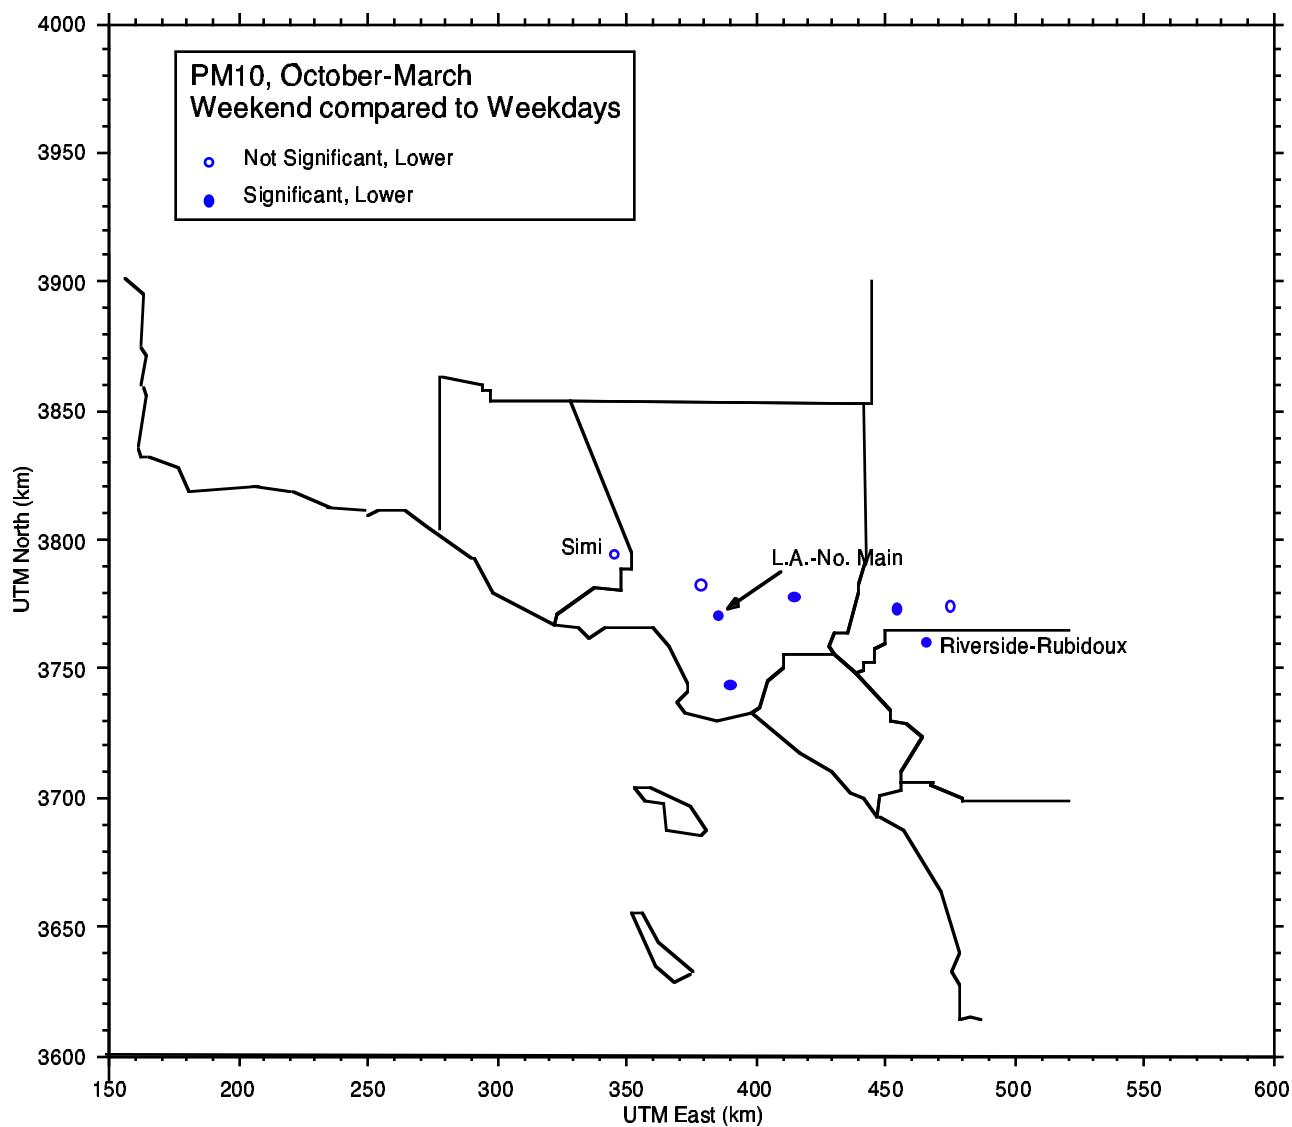 4000
PM10, October-March
Weekend compared to Weekdays
3950
Not Significant, Lower
Significant, Lower
3900
3850
UTM North (km)
3800
Simi
L.A.-No. Main
3750
Riverside-Rubidoux
3700
3650
3600
150 200 250 300 350 400 450 500 550 600
UTM East (km)